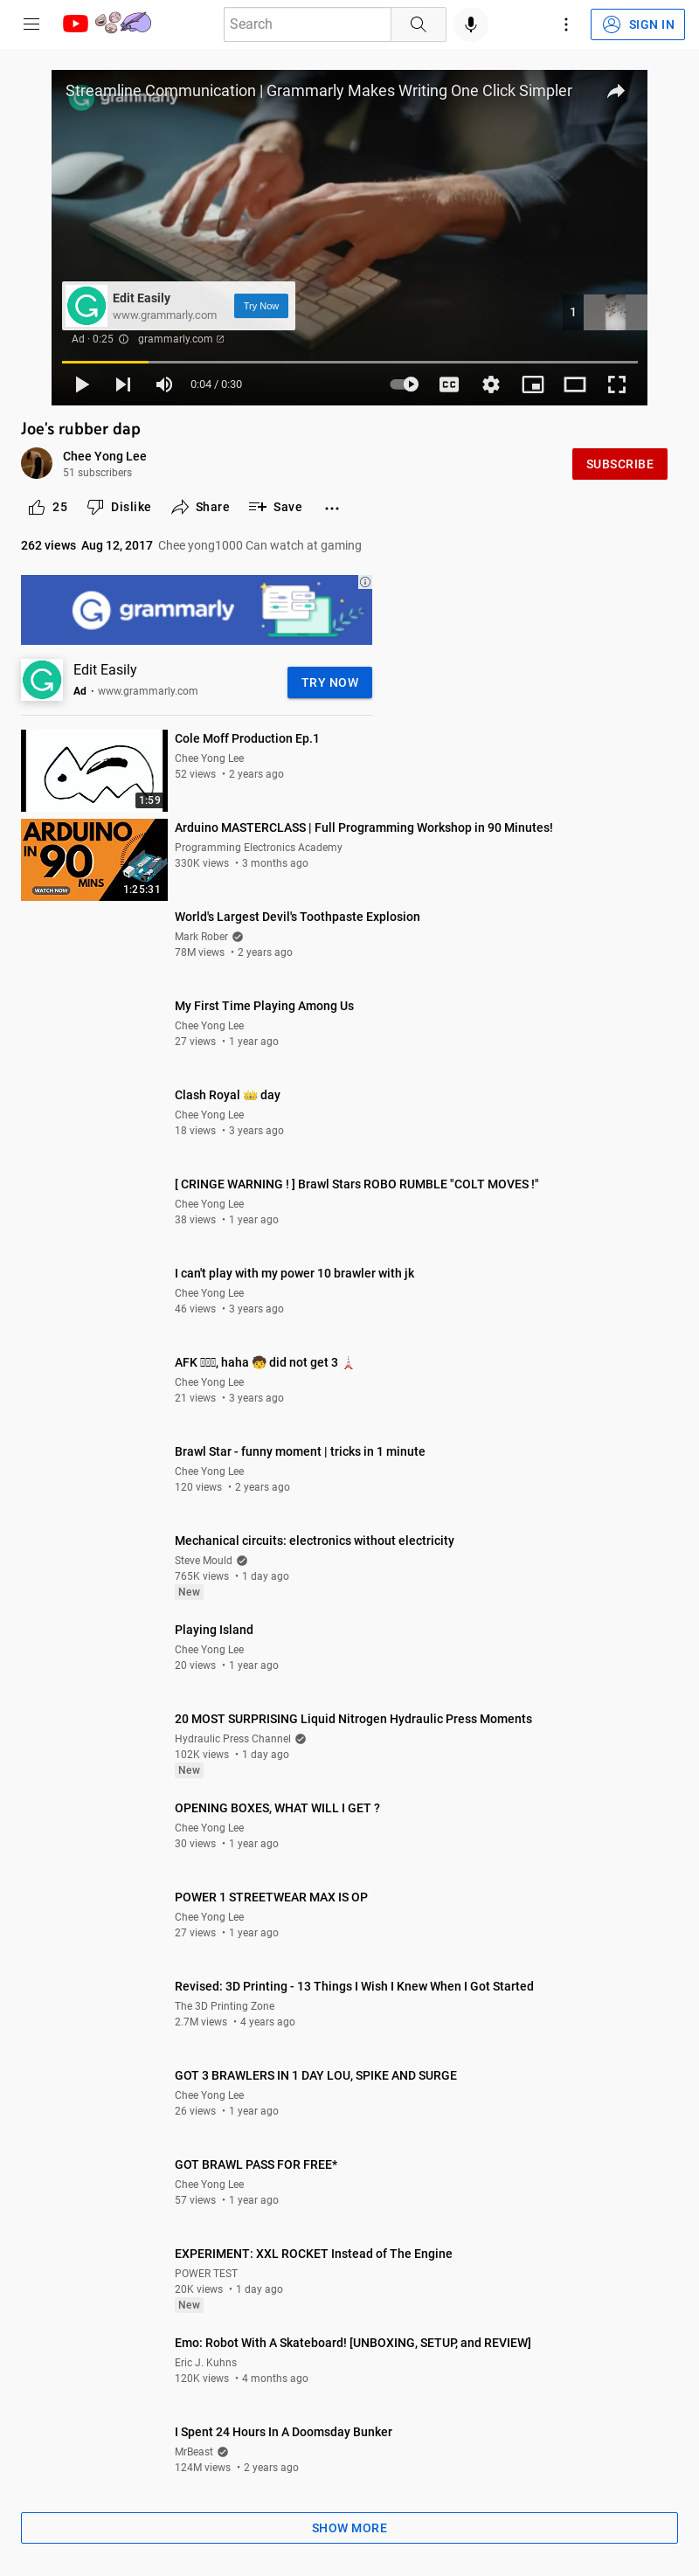 Search
SIGN IN
grammarly
Streamline Communication | Grammarly Makes Writing One Click Simpler
Edit Easily
www.grammarly.com
Try Now
1
Ad · 0:25
grammarly.com
0:04 / 0:30
CC
Joe's rubber dap
Chee Yong Lee
51 subscribers
SUBSCRIBE
25
Dislike
Share
Save
262 views Aug 12, 2017 Chee yong1000 Can watch at gaming
grammarly
Edit Easily
Ad · www.grammarly.com
TRY NOW
1:59
Cole Moff Production Ep.1
Chee Yong Lee
52 views • 2 years ago
ARDUINO
IN 90
MINS
WATCH NOW
1:25:31
Arduino MASTERCLASS | Full Programming Workshop in 90 Minutes!
Programming Electronics Academy
330K views • 3 months ago
World's Largest Devil's Toothpaste Explosion
Mark Rober
78M views • 2 years ago
My First Time Playing Among Us
Chee Yong Lee
27 views • 1 year ago
Clash Royal 👑 day
Chee Yong Lee
18 views • 3 years ago
[ CRINGE WARNING ! ] Brawl Stars ROBO RUMBLE "COLT MOVES !"
Chee Yong Lee
38 views • 1 year ago
I can't play with my power 10 brawler with jk
Chee Yong Lee
46 views • 3 years ago
AFK , haha 🧒 did not get 3 🗼
Chee Yong Lee
21 views • 3 years ago
Brawl Star - funny moment | tricks in 1 minute
Chee Yong Lee
120 views • 2 years ago
Mechanical circuits: electronics without electricity
Steve Mould
765K views • 1 day ago
New
Playing Island
Chee Yong Lee
20 views • 1 year ago
20 MOST SURPRISING Liquid Nitrogen Hydraulic Press Moments
Hydraulic Press Channel
102K views • 1 day ago
New
OPENING BOXES, WHAT WILL I GET ?
Chee Yong Lee
30 views • 1 year ago
POWER 1 STREETWEAR MAX IS OP
Chee Yong Lee
27 views • 1 year ago
Revised: 3D Printing - 13 Things I Wish I Knew When I Got Started
The 3D Printing Zone
2.7M views • 4 years ago
GOT 3 BRAWLERS IN 1 DAY LOU, SPIKE AND SURGE
Chee Yong Lee
26 views • 1 year ago
GOT BRAWL PASS FOR FREE*
Chee Yong Lee
57 views • 1 year ago
EXPERIMENT: XXL ROCKET Instead of The Engine
POWER TEST
20K views • 1 day ago
New
Emo: Robot With A Skateboard! [UNBOXING, SETUP, and REVIEW]
Eric J. Kuhns
120K views • 4 months ago
I Spent 24 Hours In A Doomsday Bunker
MrBeast
124M views • 2 years ago
SHOW MORE